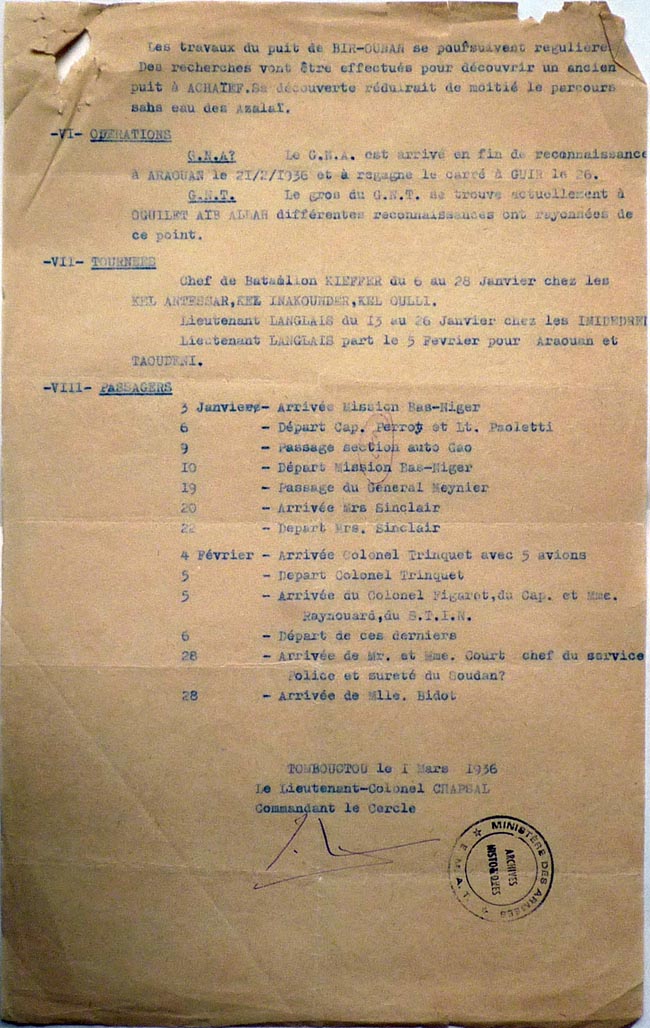 Les travaux du puit de BIR-OUNAN se poursuivent regulière
Des recherches vont être effectués pour découvrir un ancien
puit à ACHAÏEF.Sa découverte réduirait de moitié le parcours
sahs eau des Azalaï.
-VI- OPERATIONS
G.N.A? Le G.N.A. est arrivé en fin de reconnaissance
à ARAOUAN le 21/2/1936 et à regagne le carré à GUIR le 26.
G.N.T. Le gros du G.N.T. se trouve actuellement à
OGUILET AÏB ALLAH différentes reconnaissances ont rayonnées de
ce point.
-VII- TOURNEES
Chef de Bataillon KIEFFER du 6 au 28 Janvier chez les
KEL ANTESSAR,KEL INAKOUNDER,KEL OULLI.
Lieutenant LANGLAIS du I3 au 26 Janvier chez les IMIDEDREN
Lieutenant LANGLAIS part le 5 Fevrier pour Araouan et
TAOUDENI.
-VIII- PASSAGERS
3 Janvier - Arrivée Mission Bas-Niger
6 - Départ Cap. Perrot et Lt. Paoletti
9 - Passage section auto Gao
I0 - Départ Mission Bas-Niger
I9 - Passage du General Meynier
20 - Arrivée Mrs Sinclair
22 - Depart Mrs. Sinclair
4 Février - Arrivée Colonel Trinquet avec 5 avions
5 - Depart Colonel Trinquet
5 - Arrivée du Colonel Figaret,du Cap. et Mme.
Raynouard,du S.T.I.N.
6 - Départ de ces derniers
28 - Arrivée de Mr. et Mme. Court chef du service
Police et sureté du Soudan?
28 - Arrivée de Mlle. Bidot
TOMBOUCTOU le I Mars I936
Le Lieutenant-Colonel CHAPSAL
Commandant le Cercle
MINISTÈRE DES ARMÉES
ARCHIVES
HISTORIQUES